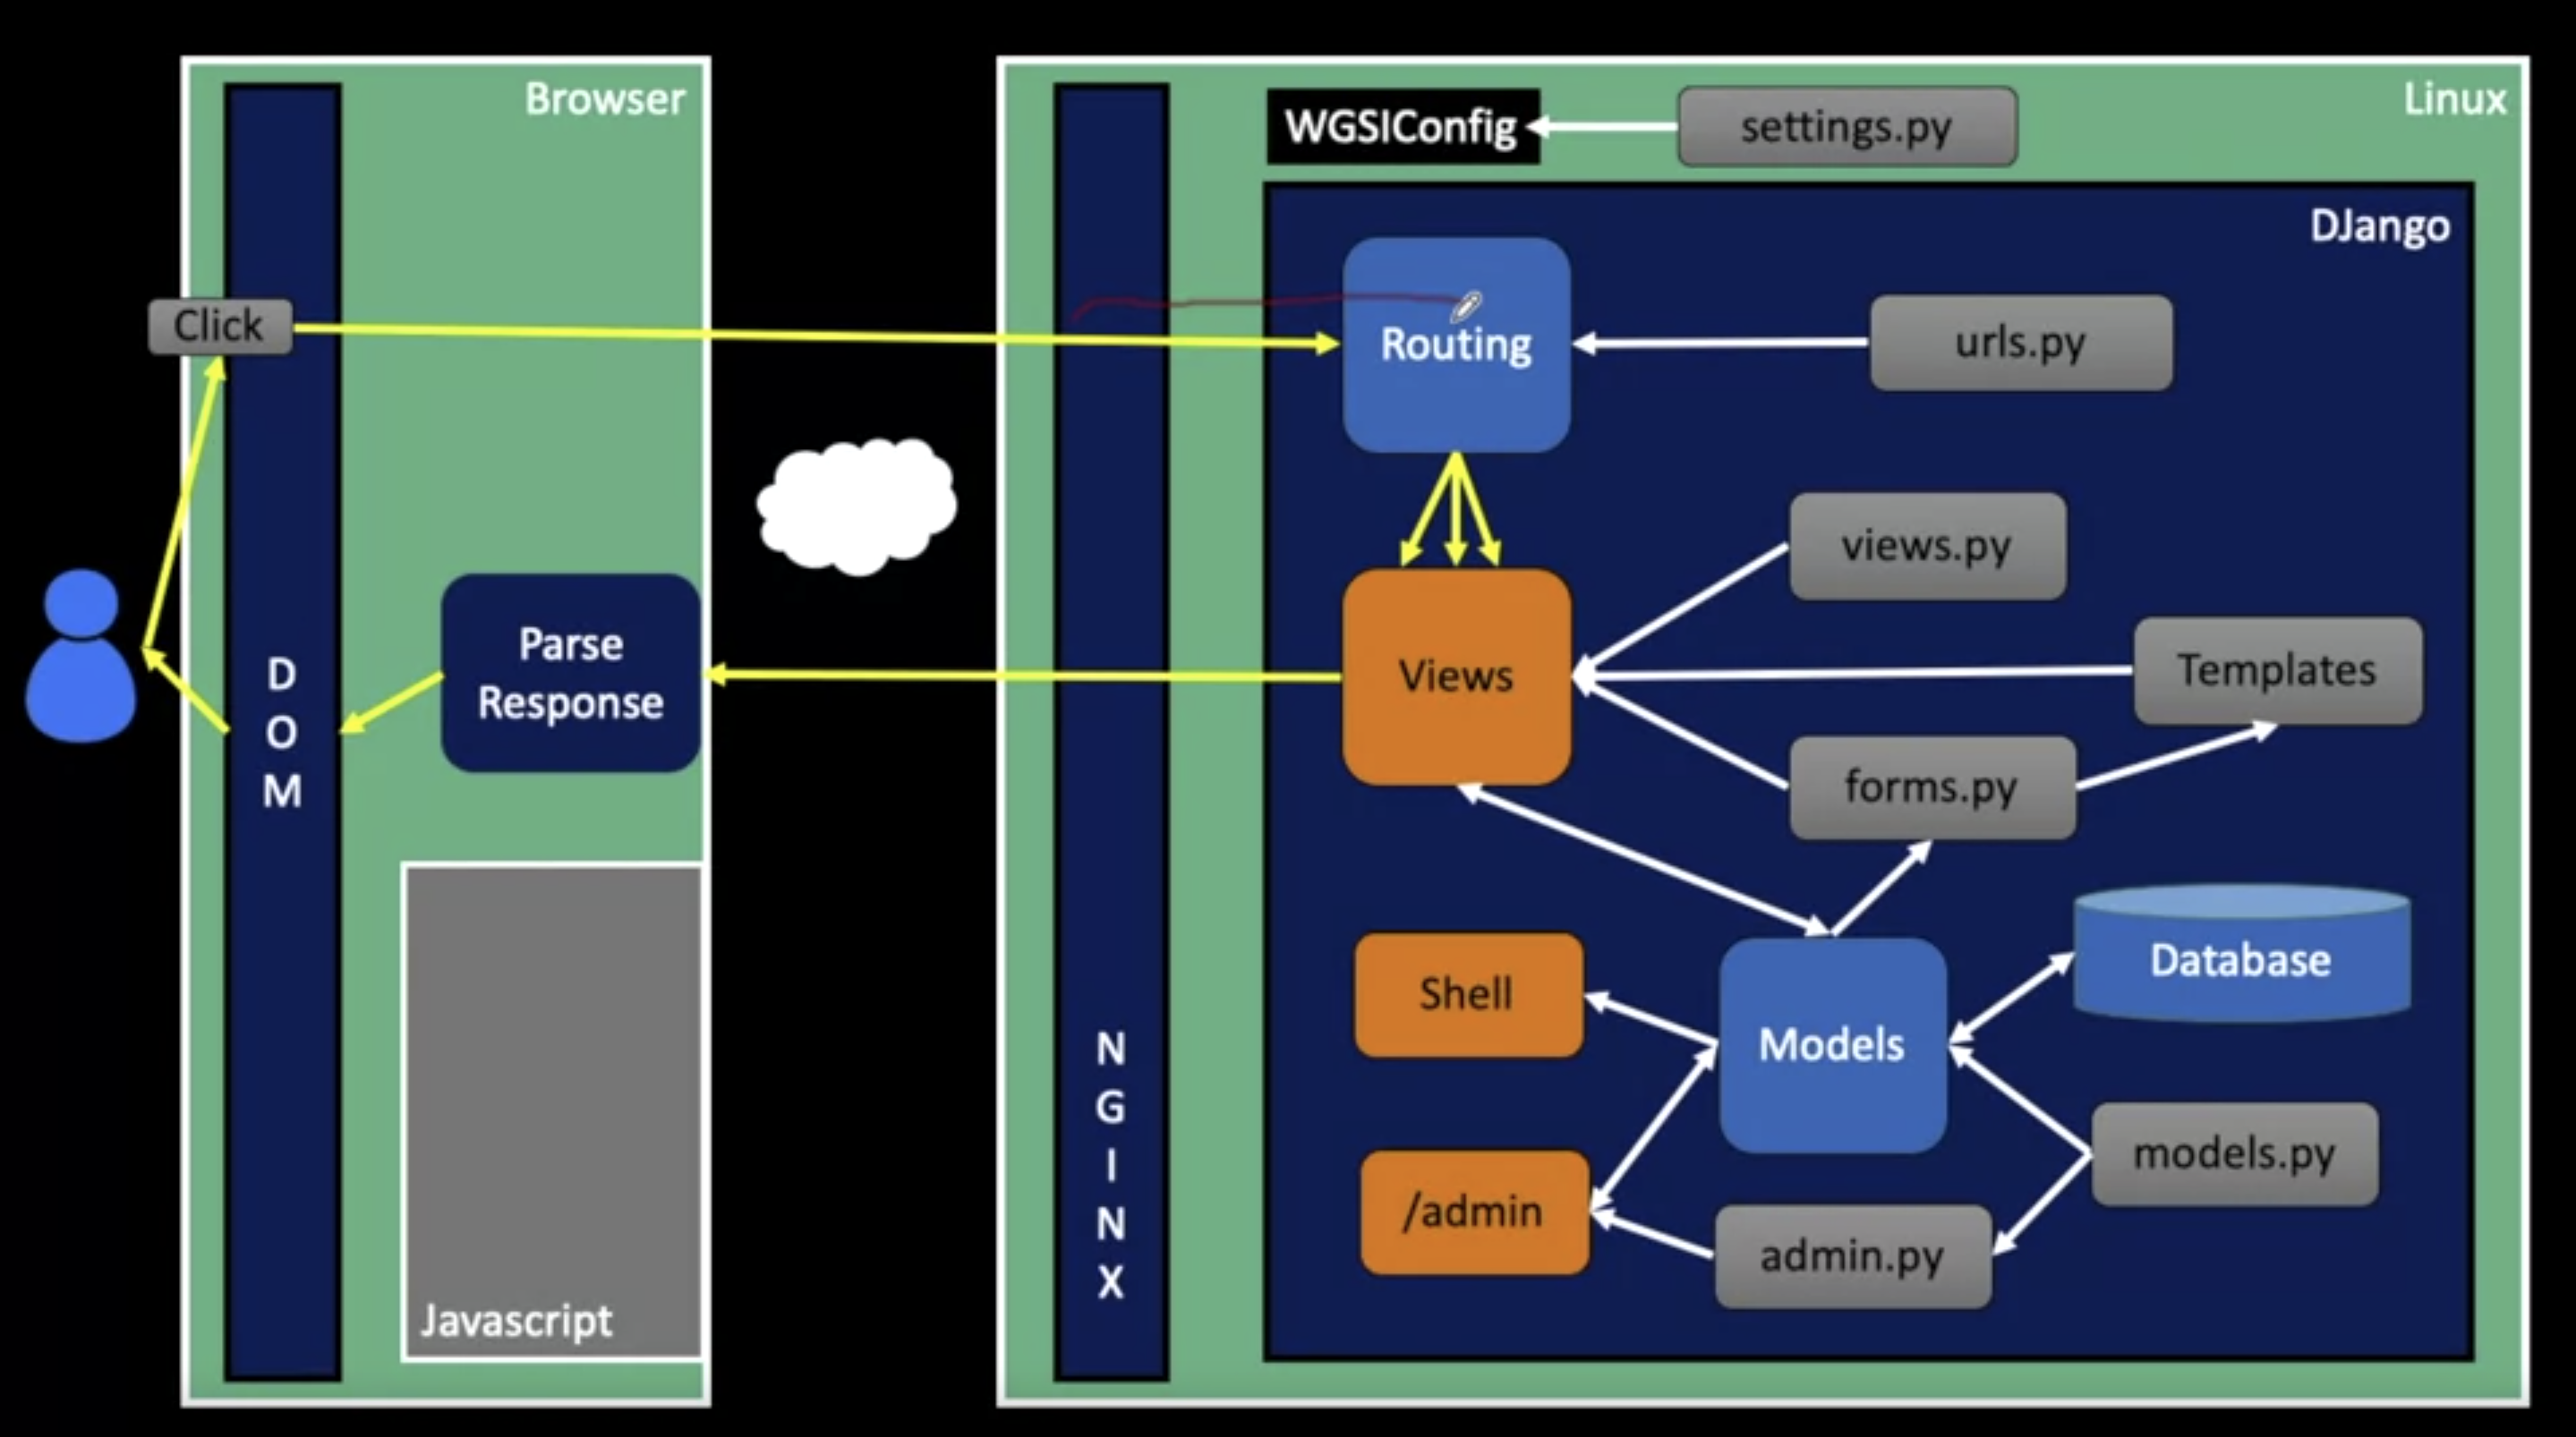 Browser
Linux
WGSIConfig
settings.py
DJango
Click
Routing
urls.py
views.py
Parse
Response
D
O
M
Views
Templates
forms.py
Shell
Models
Database
N
G
I
N
X
/admin
admin.py
models.py
Javascript